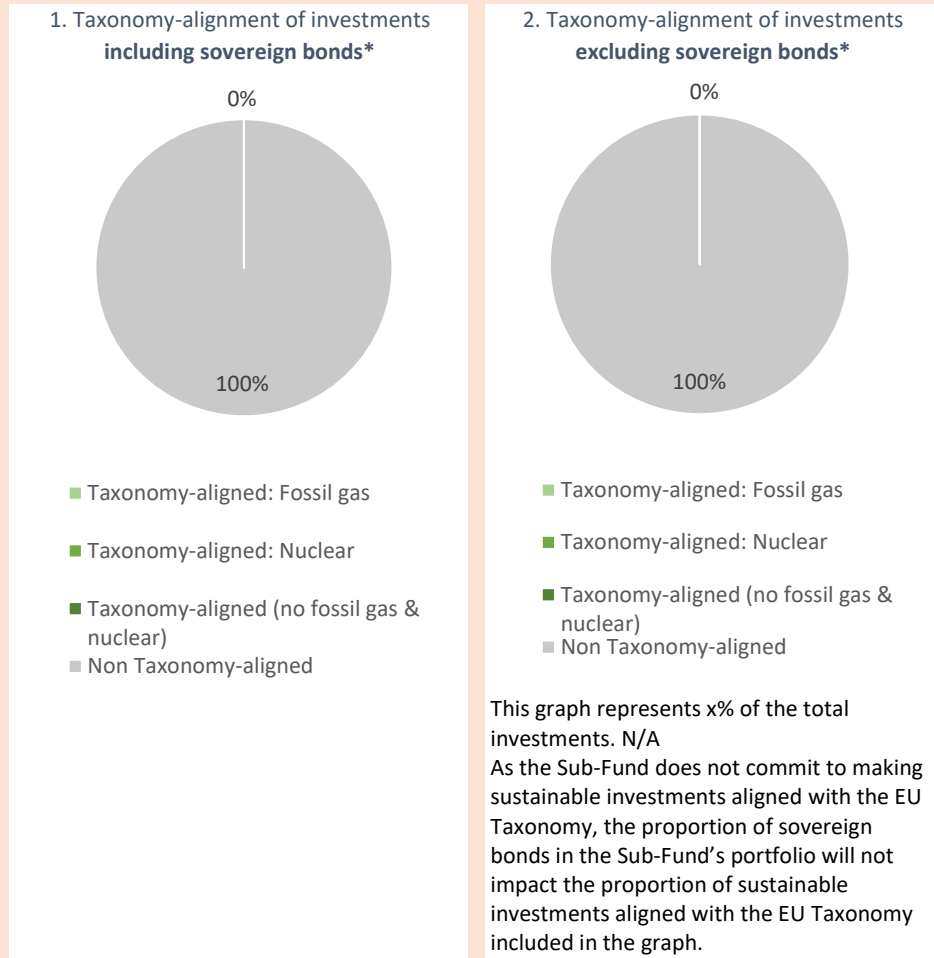 1. Taxonomy-alignment of investments
including sovereign bonds*
0%
100%
Taxonomy-aligned: Fossil gas
Taxonomy-aligned: Nuclear
Taxonomy-aligned (no fossil gas &
nuclear)
Non Taxonomy-aligned
2. Taxonomy-alignment of investments
excluding sovereign bonds*
0%
100%
Taxonomy-aligned: Fossil gas
Taxonomy-aligned: Nuclear
Taxonomy-aligned (no fossil gas &
nuclear)
Non Taxonomy-aligned
This graph represents x% of the total
investments. N/A
As the Sub-Fund does not commit to making
sustainable investments aligned with the EU
Taxonomy, the proportion of sovereign
bonds in the Sub-Fund’s portfolio will not
impact the proportion of sustainable
investments aligned with the EU Taxonomy
included in the graph.